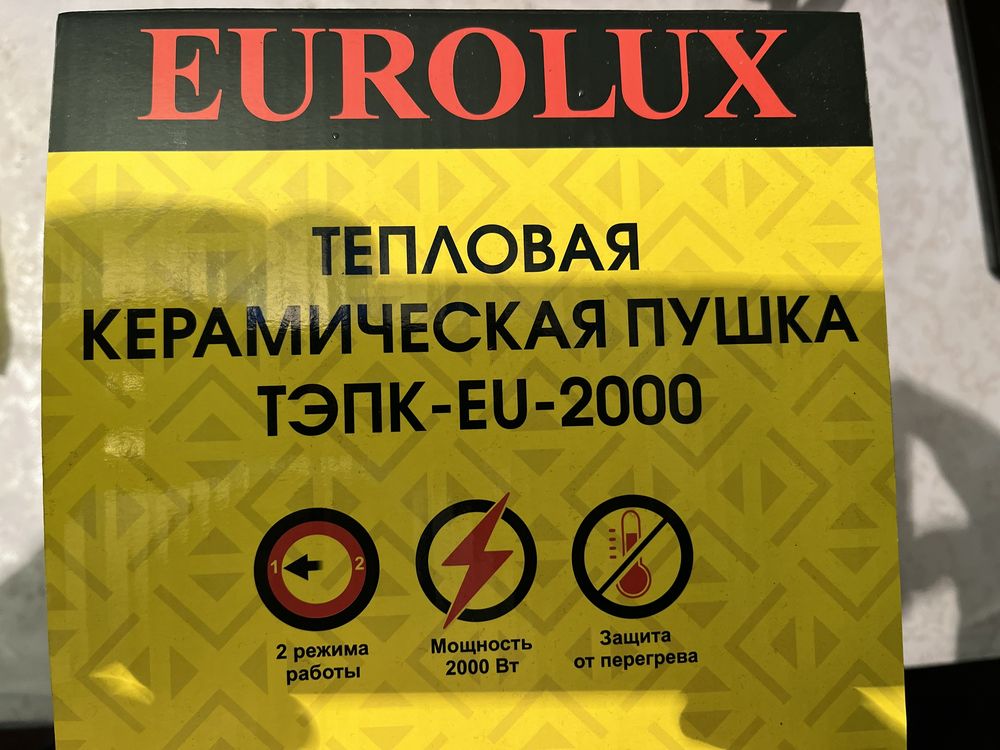 EUROLUX
ТЕПЛОВАЯ
КЕРАМИЧЕСКАЯ ПУШКА
ТЭПК-EU-2000
1 2
2 режима
работы
Мощность
2000 Вт
Защита
от перегрева